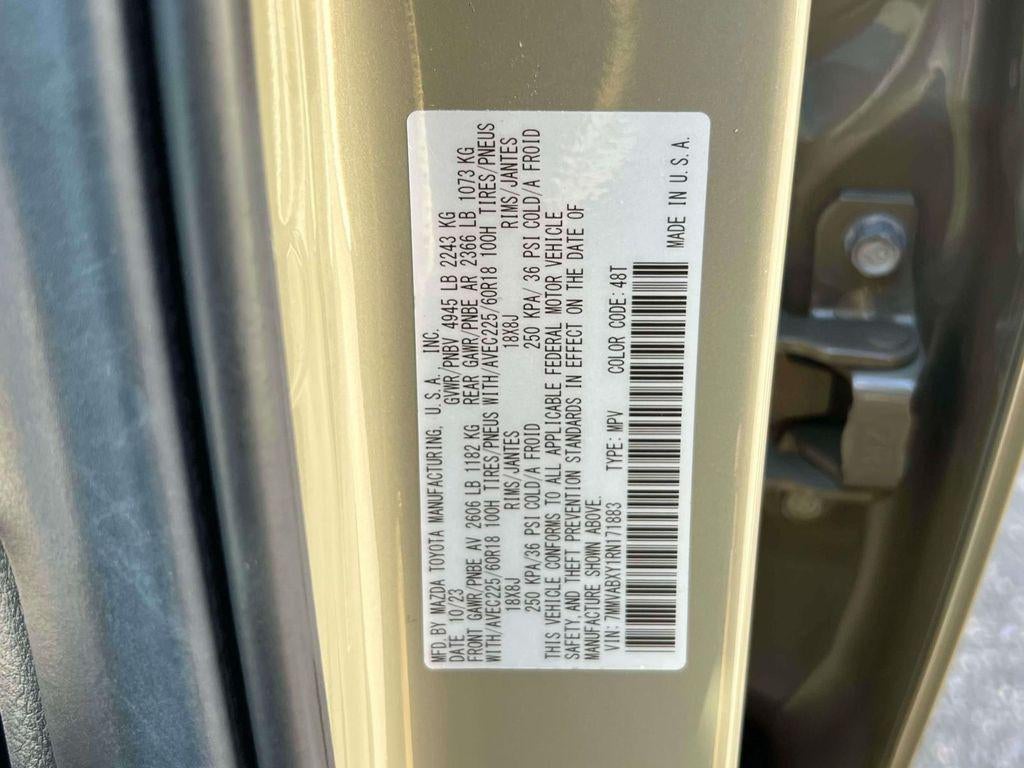 MFD. BY MAZDA TOYOTA MANUFACTURING, U.S.A. INC.
DATE 10/23 GVWR/PNBV 4945 LB 2243 KG
FRONT GAWR/PNBE AV 2606 LB 1182 KG REAR GAWR/PNBE AR 2366 LB 1073 KG
WITH/AVEC225/60R18 100H TIRES/PNEUS WITH/AVEC225/60R18 100H TIRES/PNEUS
18X8J RIMS/JANTES 18X8J RIMS/JANTES
250 KPA/36 PSI COLD/A FROID 250 KPA/ 36 PSI COLD/A FROID
THIS VEHICLE CONFORMS TO ALL APPLICABLE FEDERAL MOTOR VEHICLE
SAFETY, AND THEFT PREVENTION STANDARDS IN EFFECT ON THE DATE OF
MANUFACTURE SHOWN ABOVE.
VIN: 7MMVABXY1RN171883 TYPE: MPV COLOR CODE: 48T
MADE IN U.S.A.